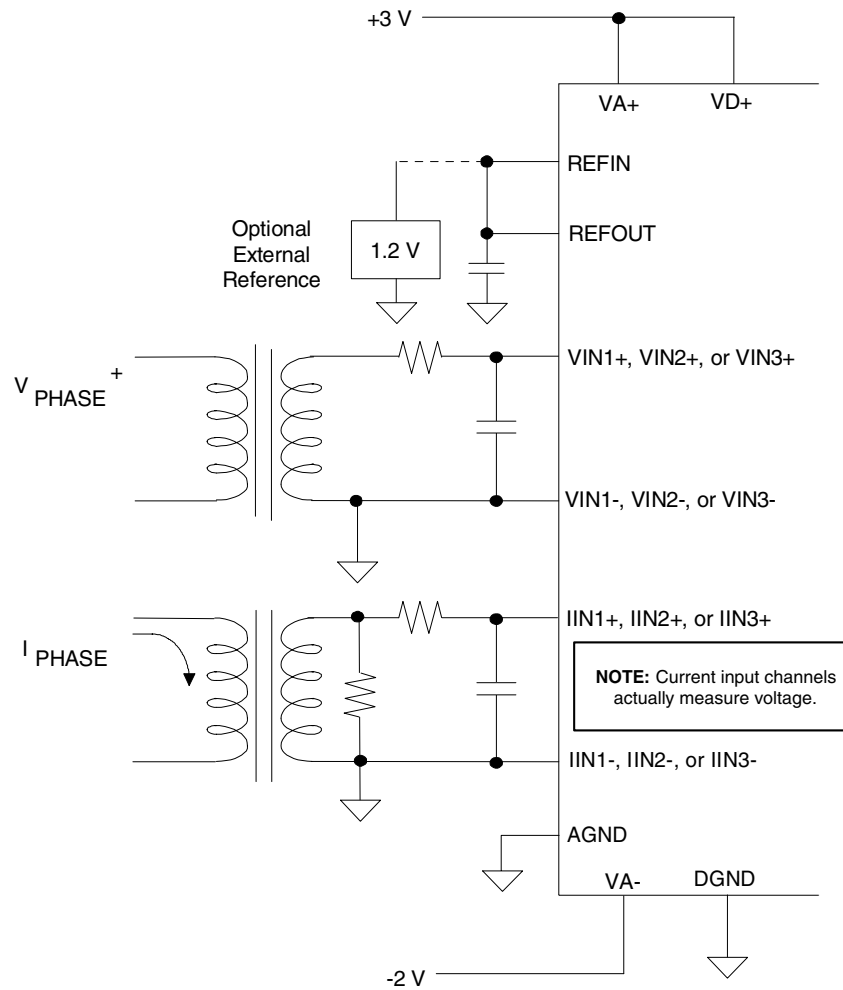 +3 V
VA+
VD+
REFIN
REFOUT
Optional
External
Reference
1.2 V
VIN1+, VIN2+, or VIN3+
V PHASE +
VIN1-, VIN2-, or VIN3-
IIN1+, IIN2+, or IIN3+
I PHASE
NOTE: Current input channels
actually measure voltage.
IIN1-, IIN2-, or IIN3-
AGND
VA-
DGND
-2 V